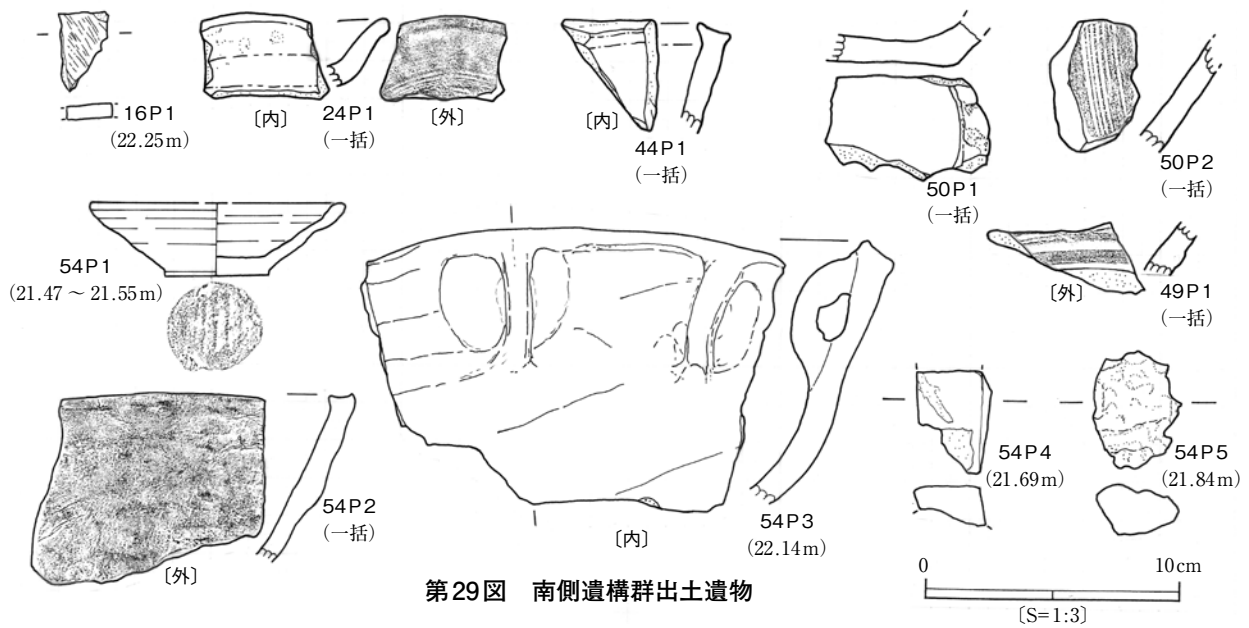 16P1
(22.25m)
〔内〕
24P1
(一括)
〔外〕
〔内〕
44P1
(一括)
50P1
(一括)
50P2
(一括)
54P1
(21.47～21.55m)
〔外〕
49P1
(一括)
54P2
(一括)
〔外〕
〔内〕
54P3
(22.14m)
54P4
(21.69m)
54P5
(21.84m)
0 10cm
〔S=1:3〕
第29図 南側遺構群出土遺物